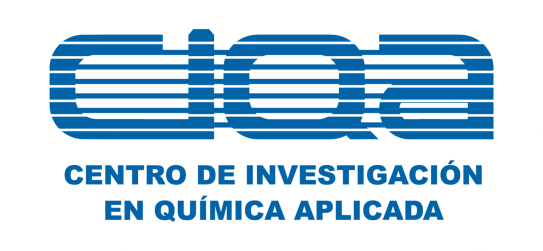 CIQA
CENTRO DE INVESTIGACIÓN
EN QUÍMICA APLICADA